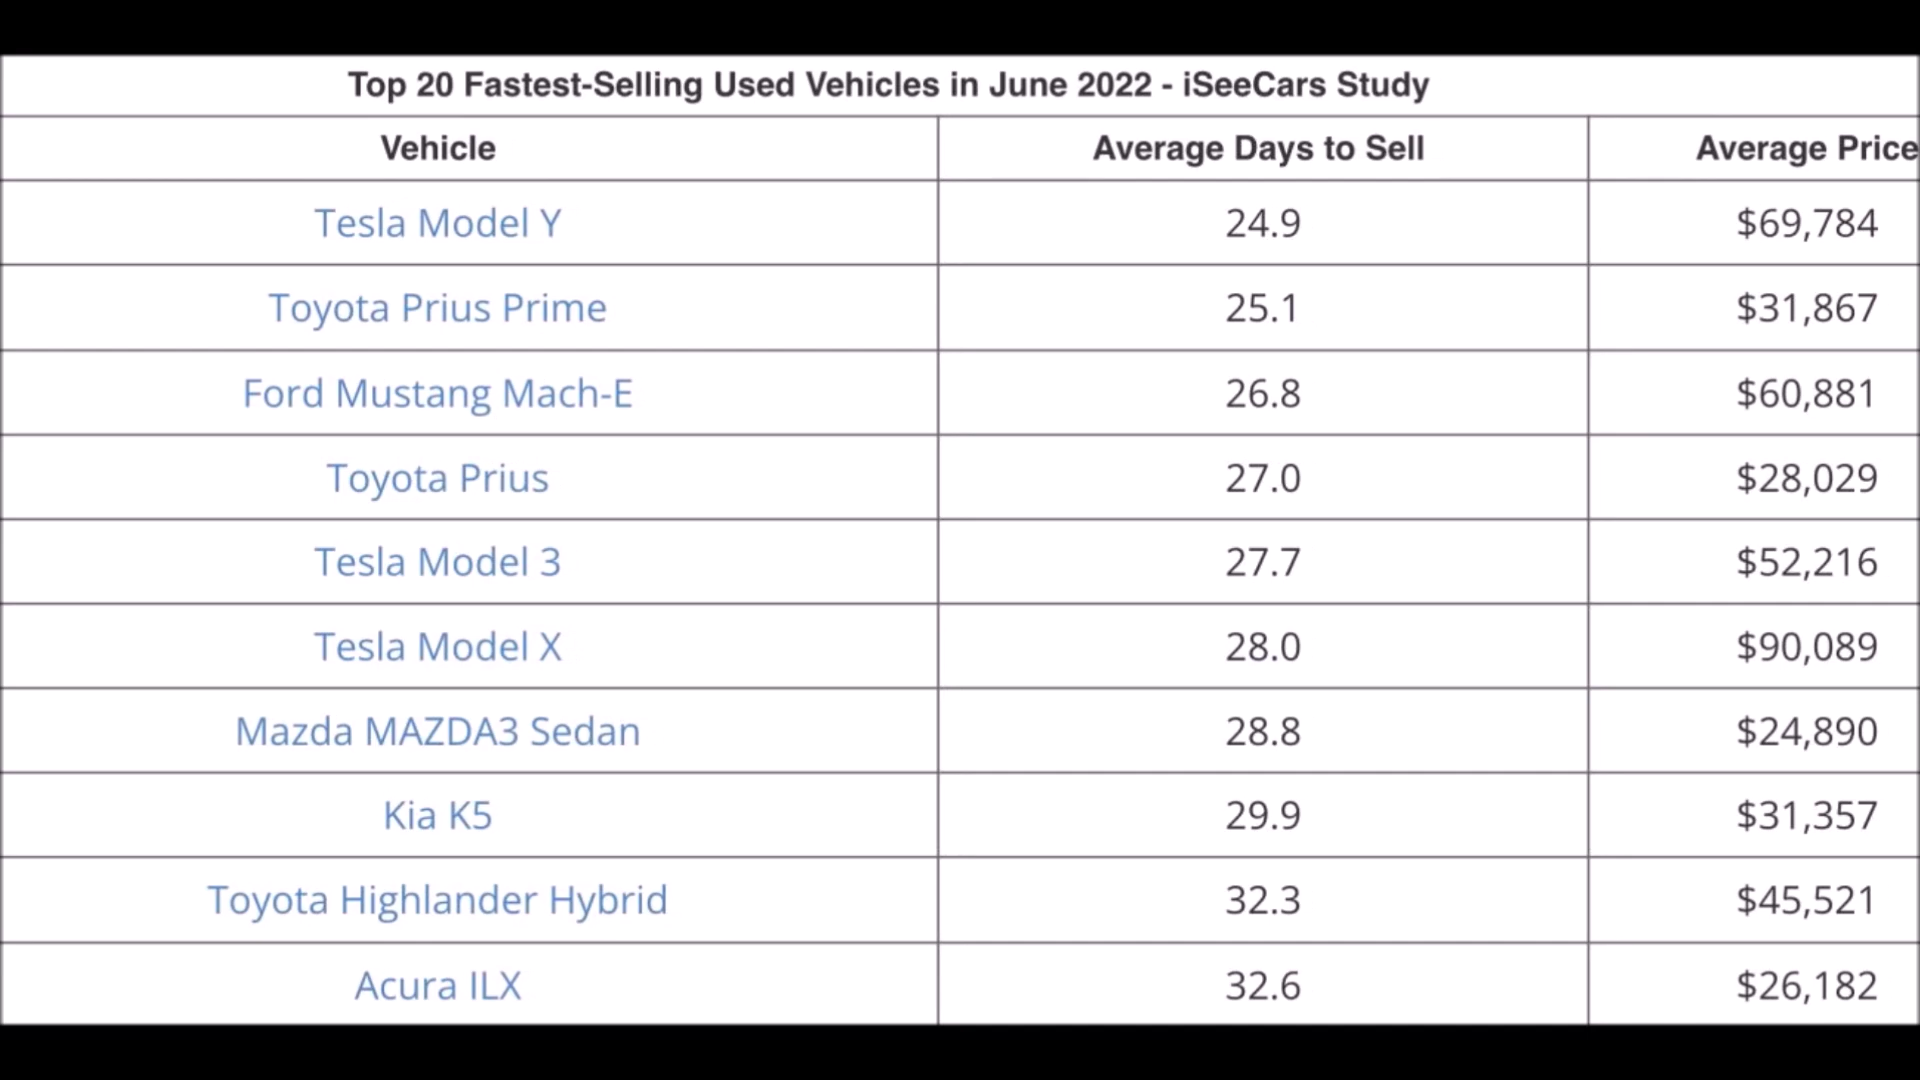 Top 20 Fastest-Selling Used Vehicles in June 2022 - iSeeCars Study
Vehicle Average Days to Sell Average Price
Tesla Model Y 24.9 $69,784
Toyota Prius Prime 25.1 $31,867
Ford Mustang Mach-E 26.8 $60,881
Toyota Prius 27.0 $28,029
Tesla Model 3 27.7 $52,216
Tesla Model X 28.0 $90,089
Mazda MAZDA3 Sedan 28.8 $24,890
Kia K5 29.9 $31,357
Toyota Highlander Hybrid 32.3 $45,521
Acura ILX 32.6 $26,182